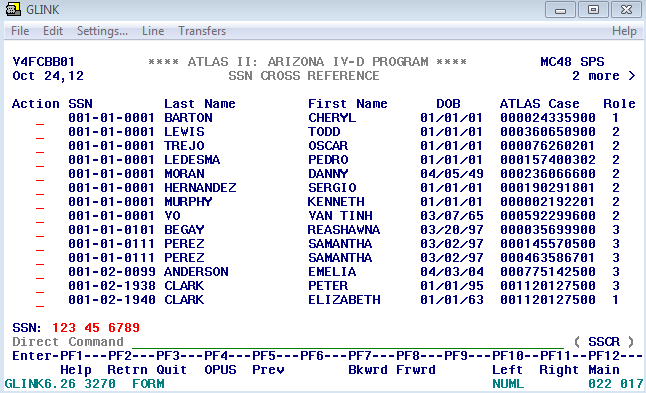 GLINK
File Edit Settings... Line Transfers Help
V4FCBB01 **** ATLAS II: ARIZONA IV-D PROGRAM **** MC48 SPS
Oct 24,12 SSN CROSS REFERENCE 2 more >
Action SSN Last Name First Name DOB ATLAS Case Role
_ 001-01-0001 BARTON CHERYL 01/01/01 000024335900 1
_ 001-01-0001 LEWIS TODD 01/01/01 000360650900 2
_ 001-01-0001 TREJO OSCAR 01/01/01 000076260201 2
_ 001-01-0001 LEDESMA PEDRO 01/01/01 000157400302 2
_ 001-01-0001 MORAN DANNY 04/05/49 000236066600 2
_ 001-01-0001 HERNANDEZ SERGIO 01/01/01 000190291801 2
_ 001-01-0001 MURPHY KENNETH 01/01/01 000002192201 2
_ 001-01-0001 VO VAN TINH 03/07/65 000592299600 2
_ 001-01-0101 BEGAY REASHAWNA 03/20/97 000035699900 3
_ 001-01-0111 PEREZ SAMANTHA 03/02/97 000145570500 3
_ 001-01-0111 PEREZ SAMANTHA 03/02/97 000463586701 3
_ 001-02-0099 ANDERSON EMELIA 04/03/04 000775142500 3
_ 001-02-1938 CLARK PETER 01/01/95 001120127500 3
_ 001-02-1940 CLARK ELIZABETH 01/01/63 001120127500 1
SSN: 123 45 6789
Direct Command ( SSCR )
Enter-PF1---PF2---PF3---PF4---PF5---PF6---PF7---PF8---PF9---PF10--PF11--PF12---
Help Retrn Quit OPUS Prev Bkwrd Frwrd Left Right Main
GLINK6.26 3270 FORM NUML 022 017